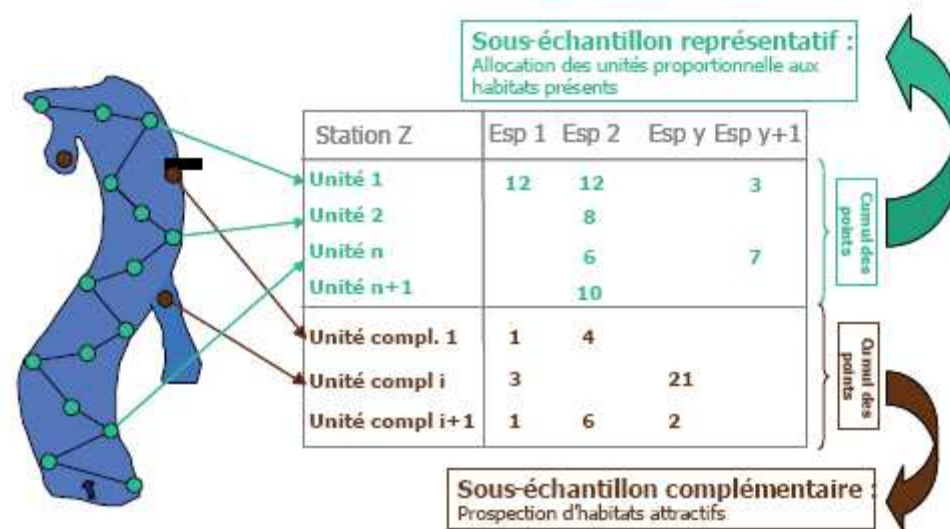 Sous-échantillon représentatif :
Allocation des unités proportionnelle aux
habitats présents
Station Z Esp 1 Esp 2 Esp y Esp y+1
Unité 1 12 12 3
Unité 2 8
Unité n 6 7
Unité n+1 10
Cumul des
points
Unité compl. 1 1 4
Unité compl i 3 21
Unité compl i+1 1 6 2
Cumul des
points
Sous-échantillon complémentaire :
Prospection d'habitats attractifs